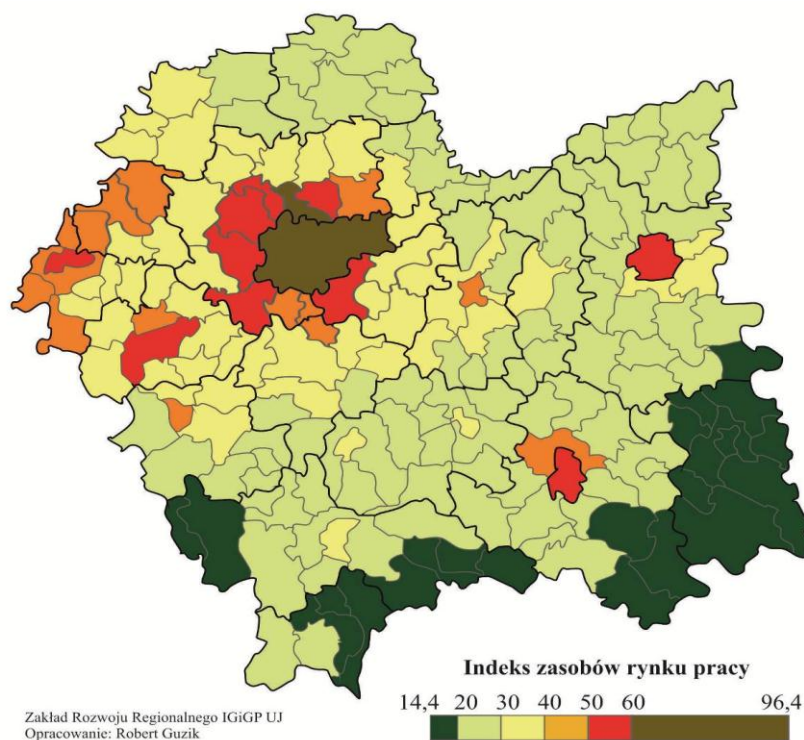 Indeks zasobów rynku pracy
14,4 20 30 40 50 60 96,4
Zakład Rozwoju Regionalnego IGiGP UJ
Opracowanie: Robert Guzik